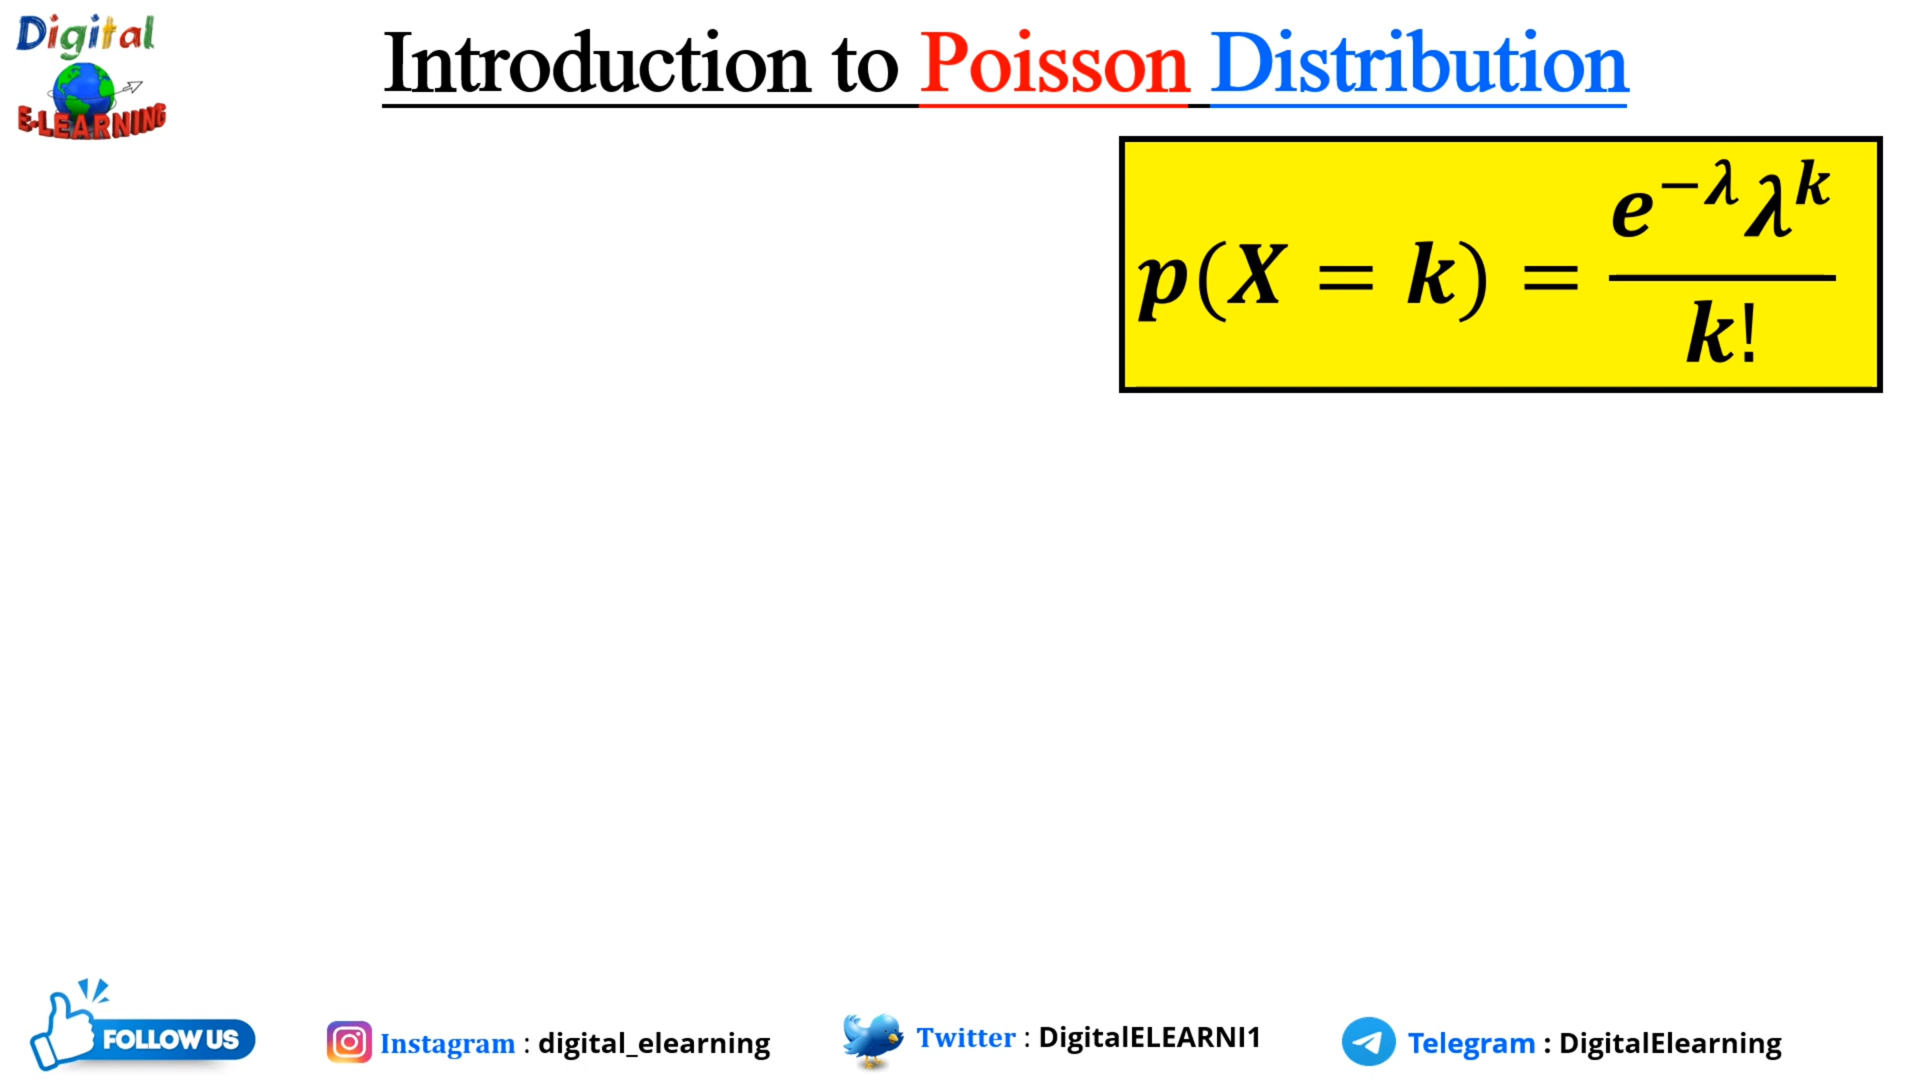 Digital
E-LEARNING
Introduction to Poisson Distribution
p(X = k) = e^{−λ}λ^k / k!
FOLLOW US
Instagram : digital_elearning
Twitter : DigitalELEARNI1
Telegram : DigitalElearning